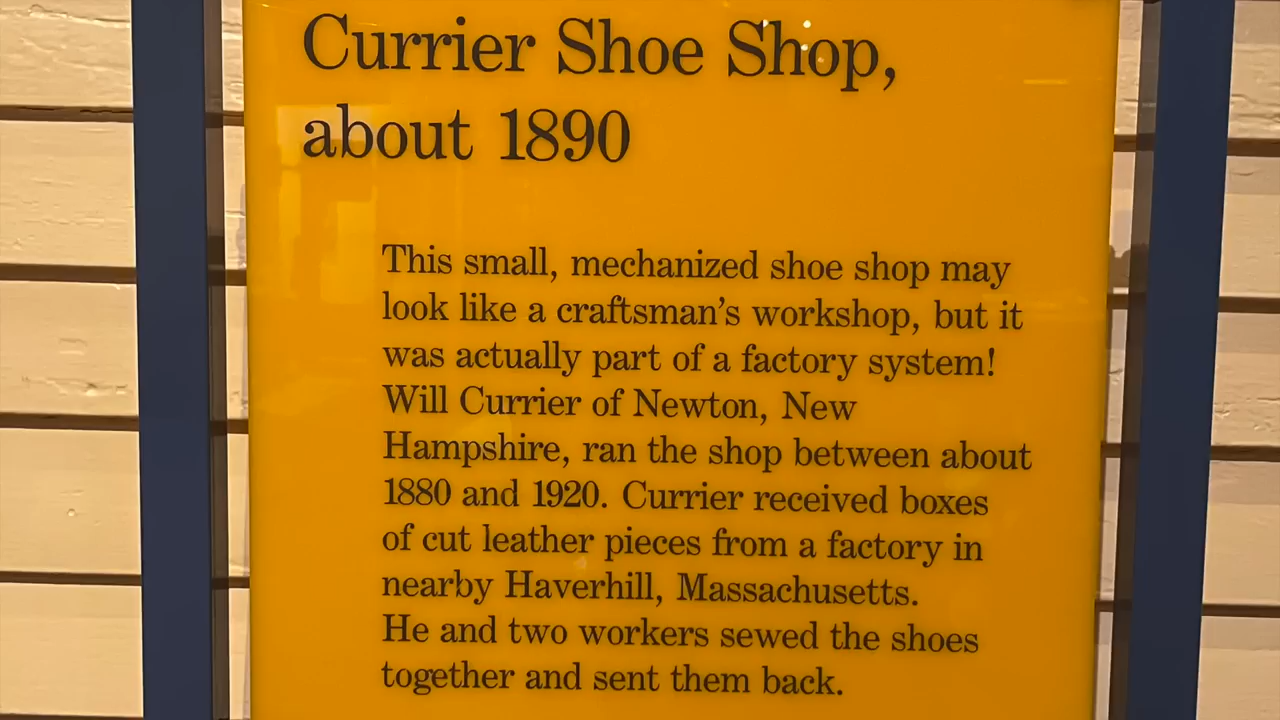 Currier Shoe Shop,
about 1890
This small, mechanized shoe shop may
look like a craftsman’s workshop, but it
was actually part of a factory system!
Will Currier of Newton, New
Hampshire, ran the shop between about
1880 and 1920. Currier received boxes
of cut leather pieces from a factory in
nearby Haverhill, Massachusetts.
He and two workers sewed the shoes
together and sent them back.